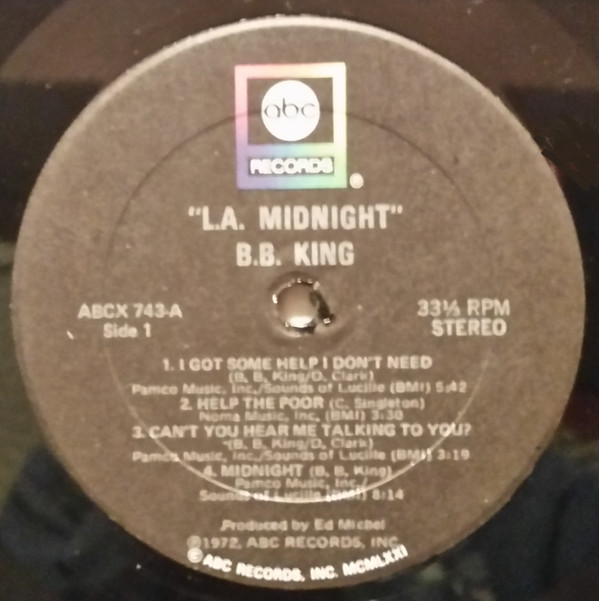 abc
RECORDS
"L.A. MIDNIGHT"
B.B. KING
ABCX 743-A
Side 1
33⅓ RPM
STEREO
1. I GOT SOME HELP I DON'T NEED
(B. B. King/D. Clark)
Pamco Music, Inc./Sounds of Lucille (BMI) 5:42
2. HELP THE POOR (C. Singleton)
Noma Music, Inc. (BMI) 3:30
3. CAN'T YOU HEAR ME TALKING TO YOU?
(B. B. King/D. Clark)
Pamco Music, Inc./Sounds of Lucille (BMI) 3:19
4. MIDNIGHT (B. B. King)
Pamco Music, Inc./
Sounds of Lucille (BMI) 8:14
Produced by Ed Michel
℗1972, ABC RECORDS, INC.
© ABC RECORDS, INC. MCMLXXI